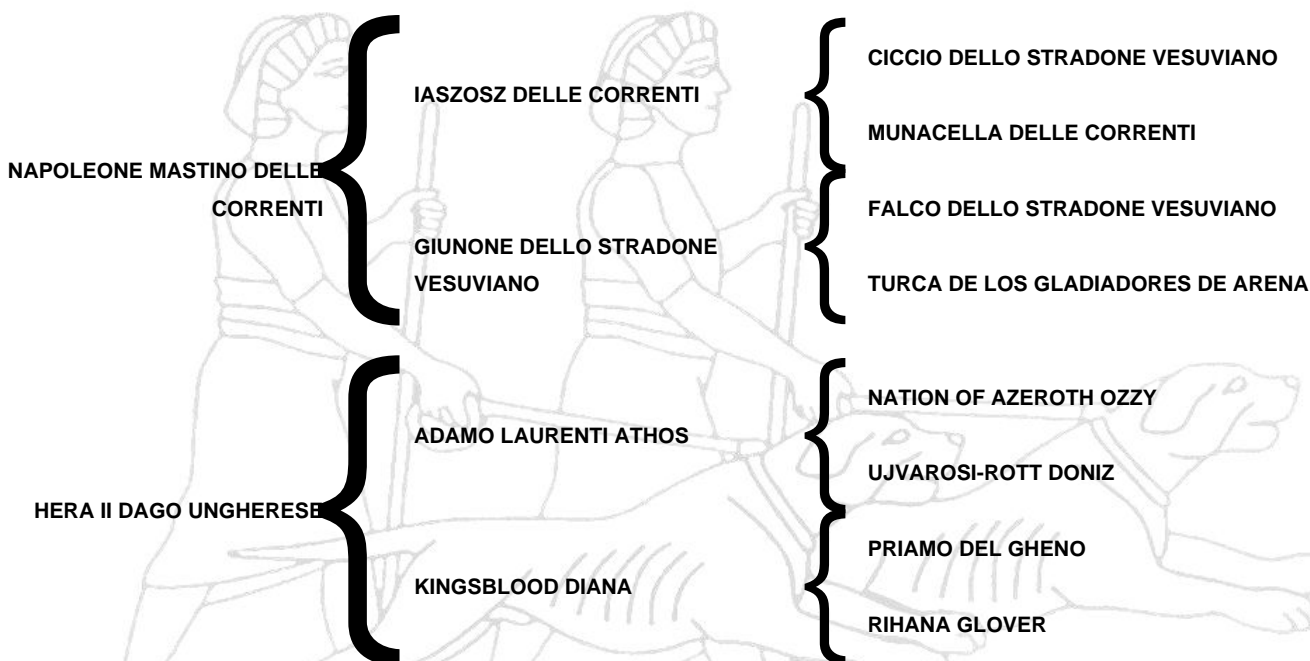 CICCIO DELLO STRADONE VESUVIANO
IASZOSZ DELLE CORRENTI
MUNACELLA DELLE CORRENTI
NAPOLEONE MASTINO DELLE
CORRENTI
FALCO DELLO STRADONE VESUVIANO
GIUNONE DELLO STRADONE
VESUVIANO
TURCA DE LOS GLADIADORES DE ARENA
NATION OF AZEROTH OZZY
ADAMO LAURENTI ATHOS
UJVAROSI-ROTT DONIZ
HERA II DAGO UNGHERESE
PRIAMO DEL GHENO
KINGSBLOOD DIANA
RIHANA GLOVER